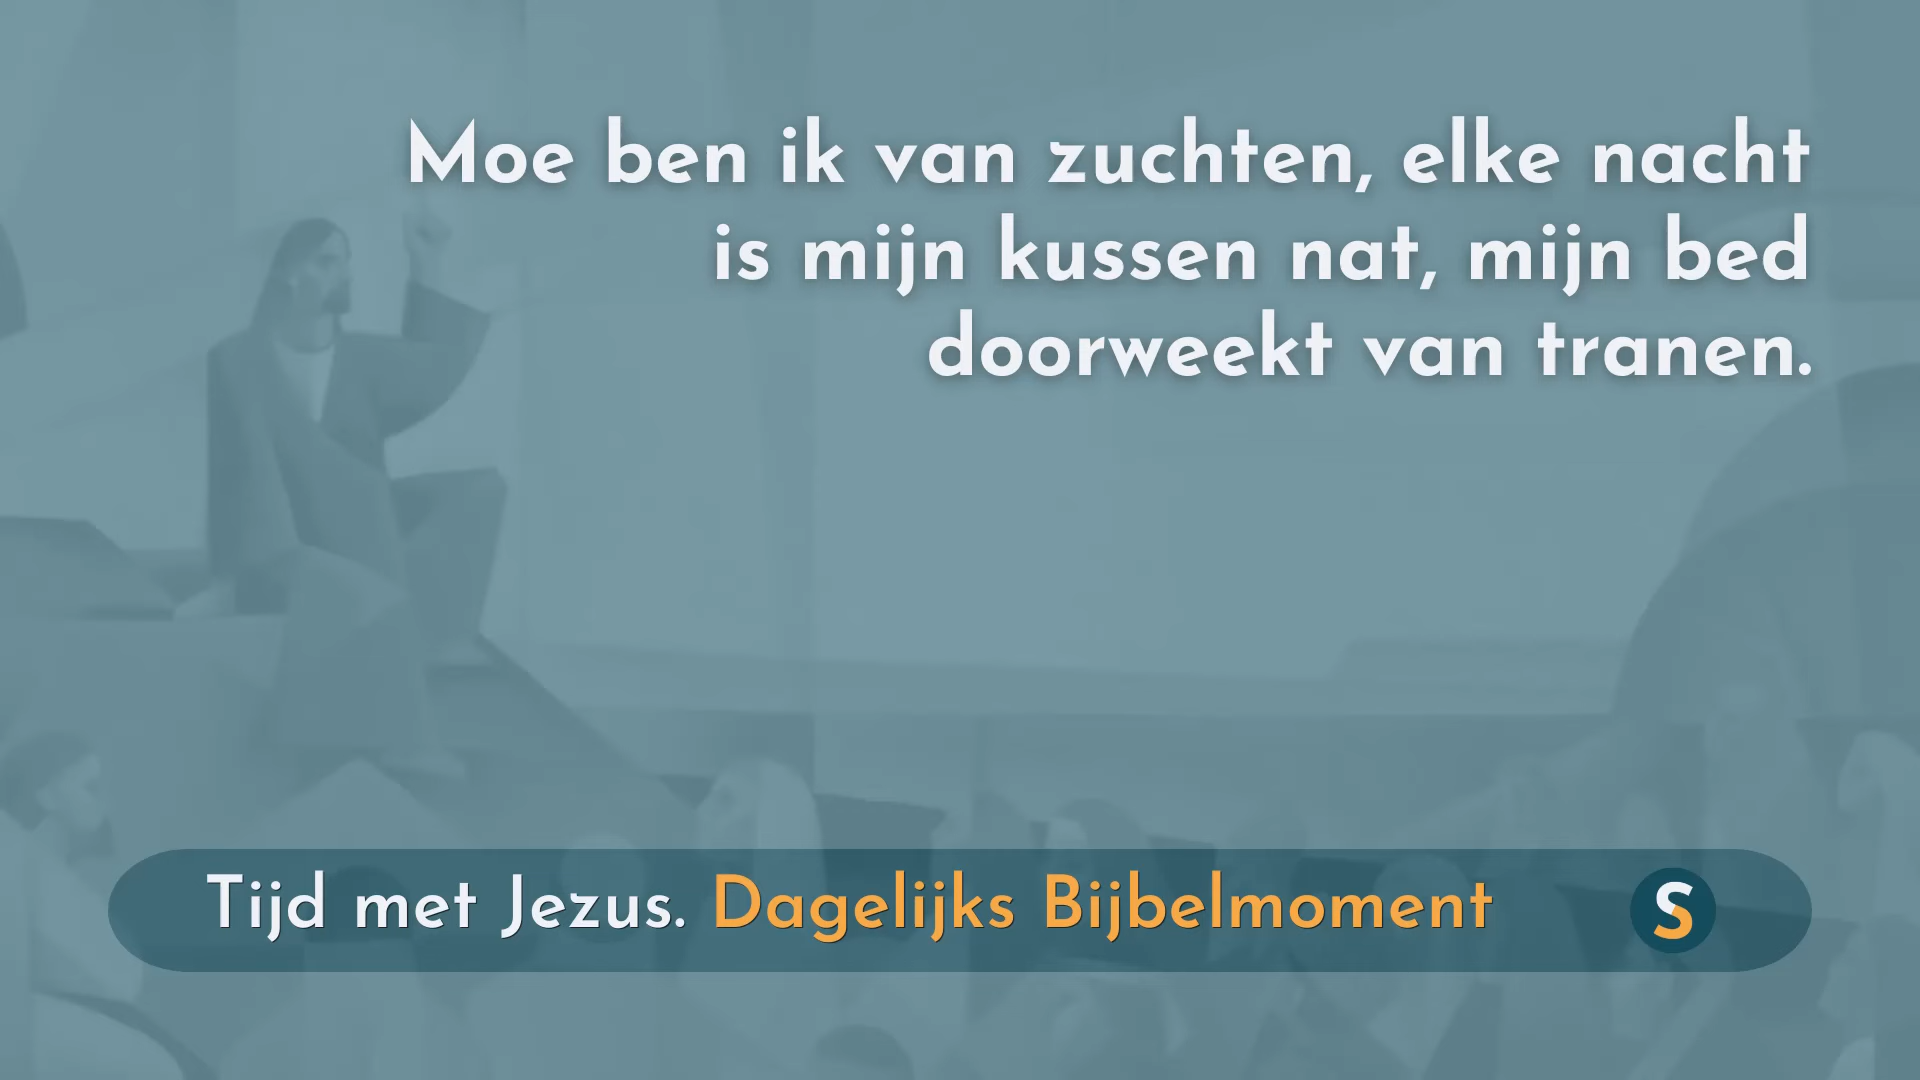 Moe ben ik van zuchten, elke nacht
is mijn kussen nat, mijn bed
doorweekt van tranen.
Tijd met Jezus. Dagelijks Bijbelmoment S